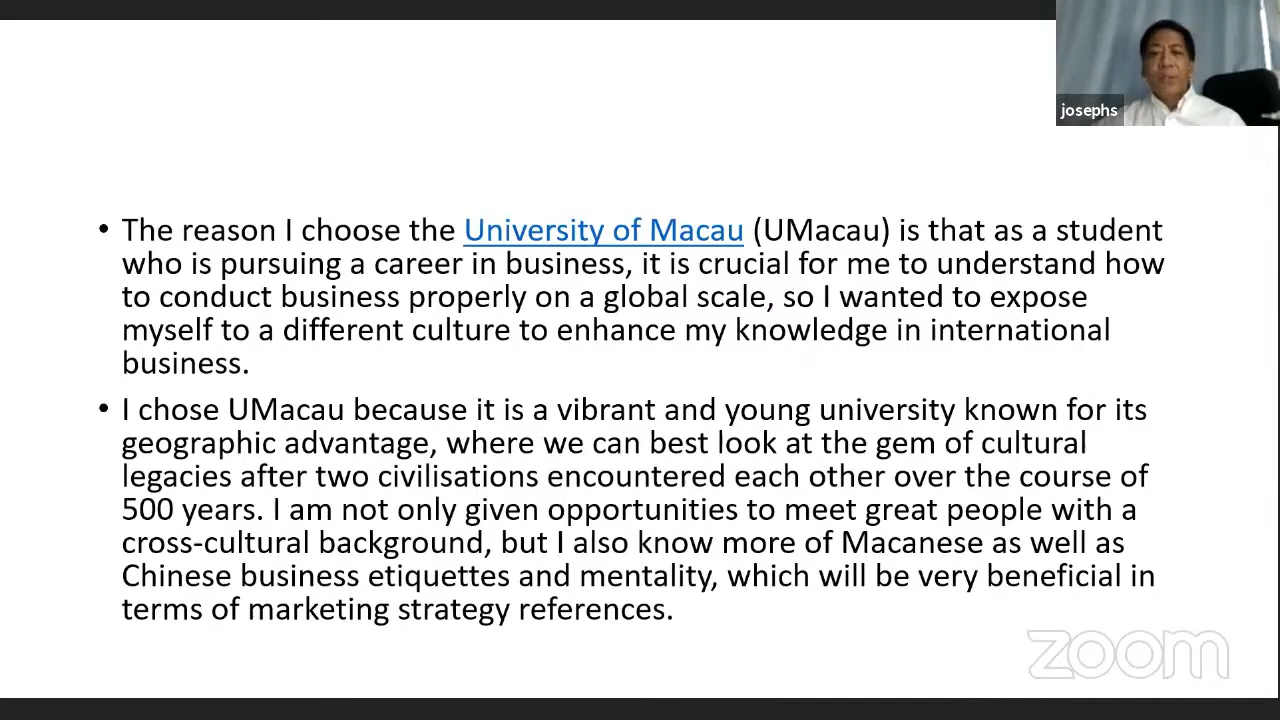 josephs
• The reason I choose the University of Macau (UMacau) is that as a student
who is pursuing a career in business, it is crucial for me to understand how
to conduct business properly on a global scale, so I wanted to expose
myself to a different culture to enhance my knowledge in international
business.
• I chose UMacau because it is a vibrant and young university known for its
geographic advantage, where we can best look at the gem of cultural
legacies after two civilisations encountered each other over the course of
500 years. I am not only given opportunities to meet great people with a
cross-cultural background, but I also know more of Macanese as well as
Chinese business etiquettes and mentality, which will be very beneficial in
terms of marketing strategy references.
zoom